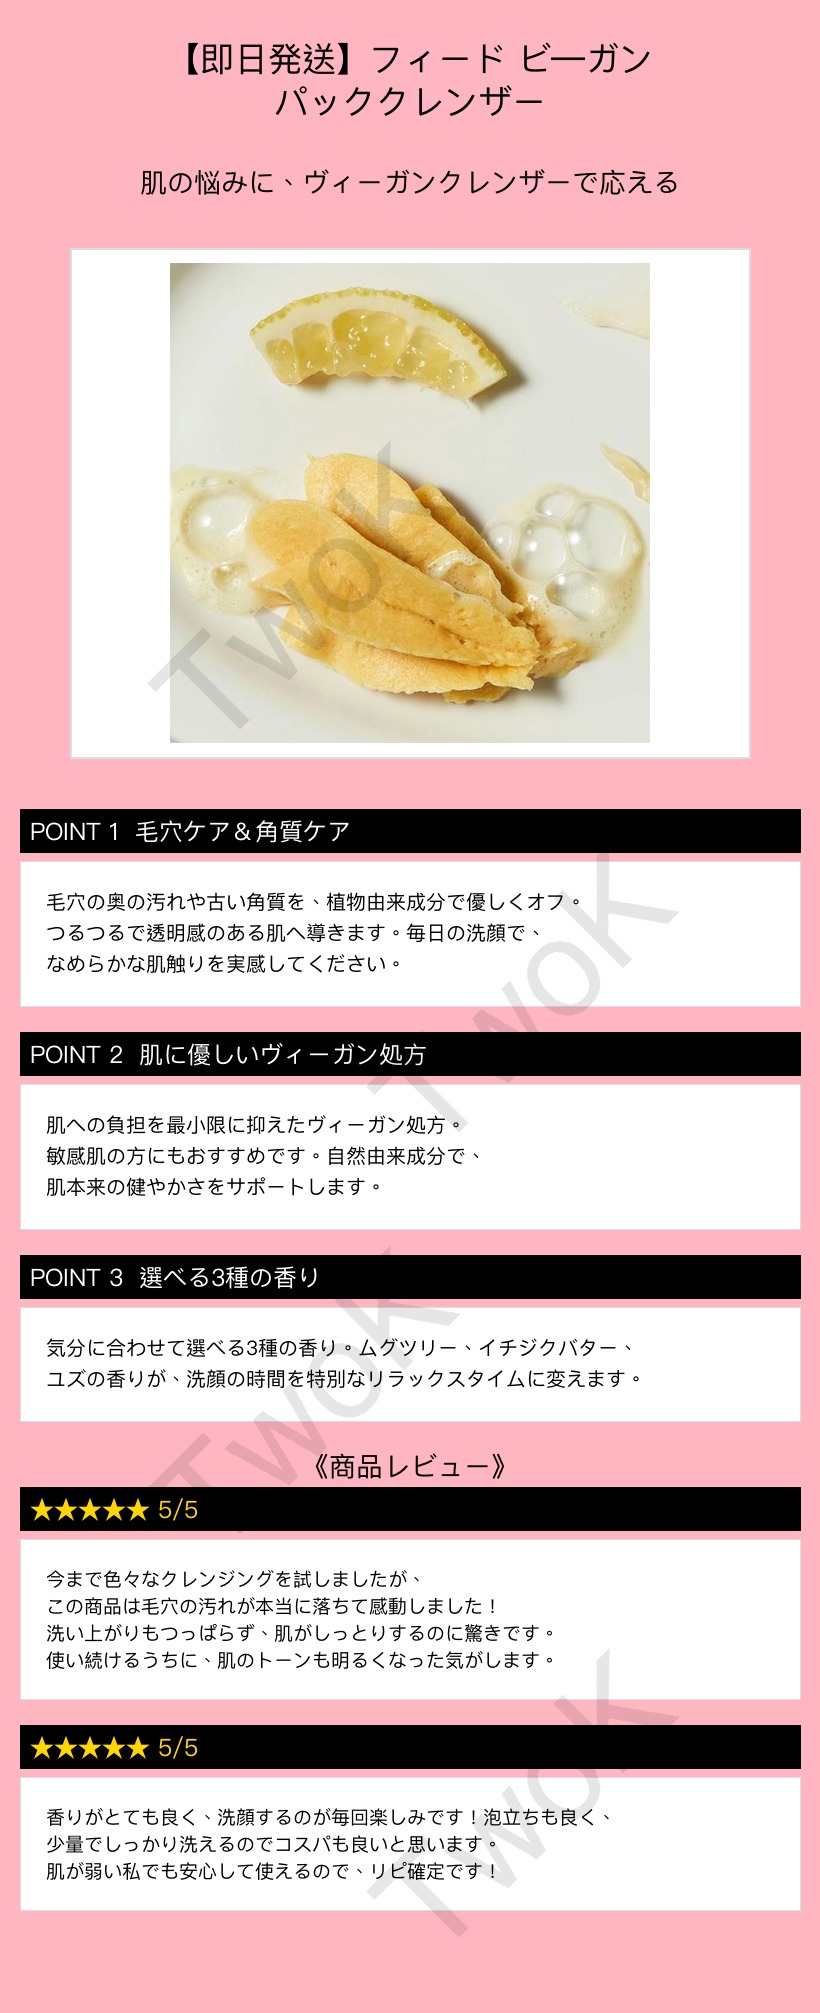 【即日発送】フィード ビーガン
パッククレンザー
肌の悩みに、ヴィーガンクレンザーで応える
TwoK
POINT 1 毛穴ケア＆角質ケア
毛穴の奥の汚れや古い角質を、植物由来成分で優しくオフ。
つるつるで透明感のある肌へ導きます。毎日の洗顔で、
なめらかな肌触りを実感してください。
TwoK
POINT 2 肌に優しいヴィーガン処方
肌への負担を最小限に抑えたヴィーガン処方。
敏感肌の方にもおすすめです。自然由来成分で、
肌本来の健やかさをサポートします。
POINT 3 選べる3種の香り
気分に合わせて選べる3種の香り。ムグツリー、イチジクバター、
ユズの香りが、洗顔の時間を特別なリラックスタイムに変えます。
TwoK
《商品レビュー》
★★★★★ 5/5
今まで色々なクレンジングを試しましたが、
この商品は毛穴の汚れが本当に落ちて感動しました！
洗い上がりもつっぱらず、肌がしっとりするのに驚きです。
使い続けるうちに、肌のトーンも明るくなった気がします。
★★★★★ 5/5
香りがとても良く、洗顔するのが毎回楽しみです！泡立ちも良く、
少量でしっかり洗えるのでコスパも良いと思います。
肌が弱い私でも安心して使えるので、リピ確定です！
TwoK